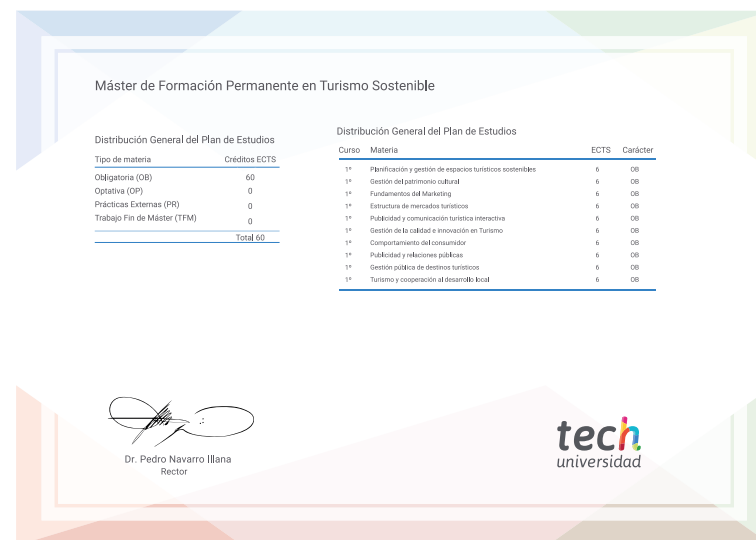 Máster de Formación Permanente en Turismo Sostenible
Distribución General del Plan de Estudios
Tipo de materia Créditos ECTS
Obligatoria (OB) 60
Optativa (OP) 0
Prácticas Externas (PR) 0
Trabajo Fin de Máster (TFM) 0
Total 60
Distribución General del Plan de Estudios
Curso Materia ECTS Carácter
1º Planificación y gestión de espacios turísticos sostenibles 6 OB
1º Gestión del patrimonio cultural 6 OB
1º Fundamentos del Marketing 6 OB
1º Estructura de mercados turísticos 6 OB
1º Publicidad y comunicación turística interactiva 6 OB
1º Gestión de la calidad e innovación en Turismo 6 OB
1º Comportamiento del consumidor 6 OB
1º Publicidad y relaciones públicas 6 OB
1º Gestión pública de destinos turísticos 6 OB
1º Turismo y cooperación al desarrollo local 6 OB
Dr. Pedro Navarro Illana
Rector
tech
universidad